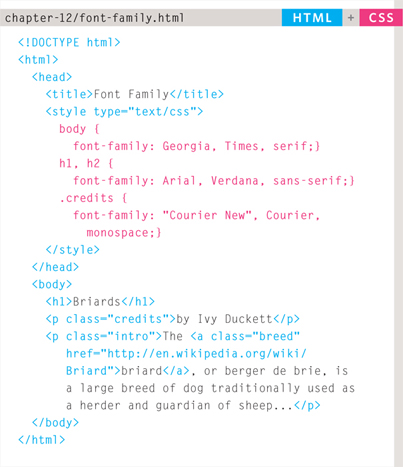 chapter-12/font-family.html HTML + CSS
<!DOCTYPE html>
<html>
<head>
<title>Font Family</title>
<style type="text/css">
body {
font-family: Georgia, Times, serif;}
h1, h2 {
font-family: Arial, Verdana, sans-serif;}
.credits {
font-family: "Courier New", Courier,
monospace;}
</style>
</head>
<body>
<h1>Briards</h1>
<p class="credits">by Ivy Duckett</p>
<p class="intro">The <a class="breed"
href="http://en.wikipedia.org/wiki/
Briard">briard</a>, or berger de brie, is
a large breed of dog traditionally used as
a herder and guardian of sheep...</p>
</body>
</html>